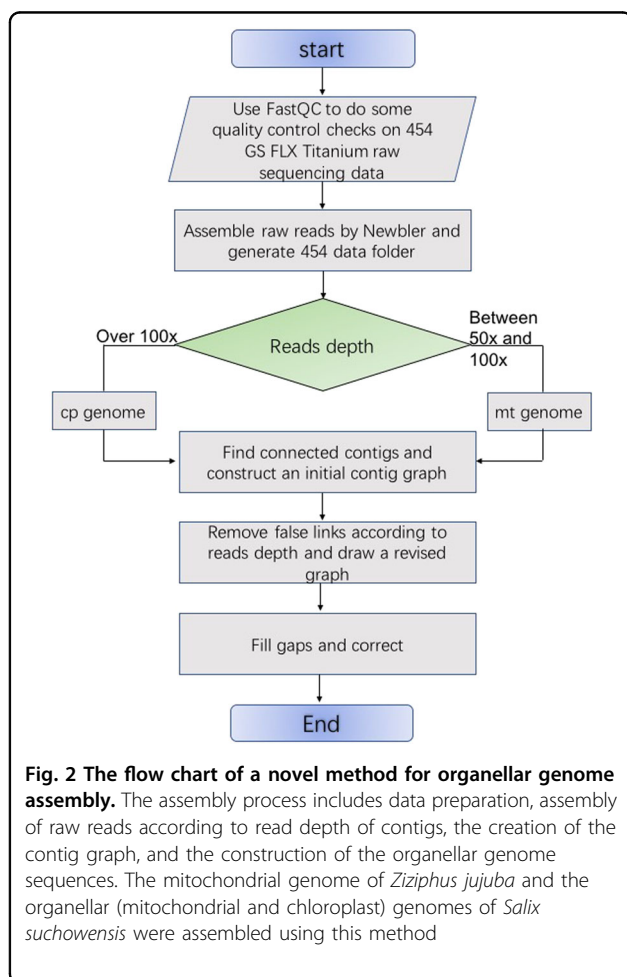 start
Use FastQC to do some
quality control checks on 454
GS FLX Titanium raw
sequencing data
Assemble raw reads by Newbler and
generate 454 data folder
Over 100x
Reads depth
Between
50x and
100x
cp genome
mt genome
Find connected contigs and
construct an initial contig graph
Remove false links according to
reads depth and draw a revised
graph
Fill gaps and correct
End
Fig. 2 The flow chart of a novel method for organellar genome
assembly. The assembly process includes data preparation, assembly
of raw reads according to read depth of contigs, the creation of the
contig graph, and the construction of the organellar genome
sequences. The mitochondrial genome of Ziziphus jujuba and the
organellar (mitochondrial and chloroplast) genomes of Salix
suchowensis were assembled using this method